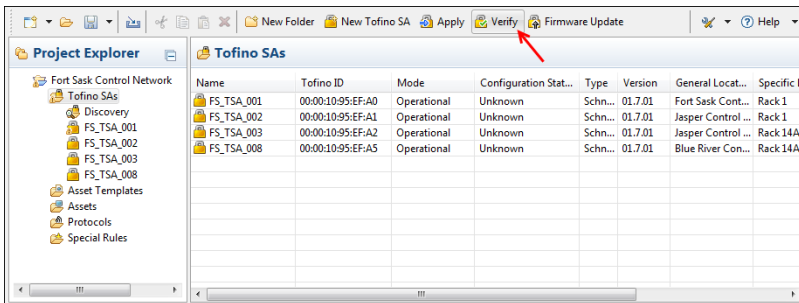 New Folder New Tofino SA Apply Verify Firmware Update Help
Project Explorer
Tofino SAs
Fort Sask Control Network
Tofino SAs
Discovery
FS_TSA_001
FS_TSA_002
FS_TSA_003
FS_TSA_008
Asset Templates
Assets
Protocols
Special Rules
Name Tofino ID Mode Configuration Stat... Type Version General Locat... Specific
FS_TSA_001 00:00:10:95:EF:A0 Operational Unknown Schn... 01.7.01 Fort Sask Cont... Rack 1
FS_TSA_002 00:00:10:95:EF:A1 Operational Unknown Schn... 01.7.01 Jasper Control ... Rack 1
FS_TSA_003 00:00:10:95:EF:A2 Operational Unknown Schn... 01.7.01 Jasper Control ... Rack 14A
FS_TSA_008 00:00:10:95:EF:A5 Operational Unknown Schn... 01.7.01 Blue River Con... Rack 14A